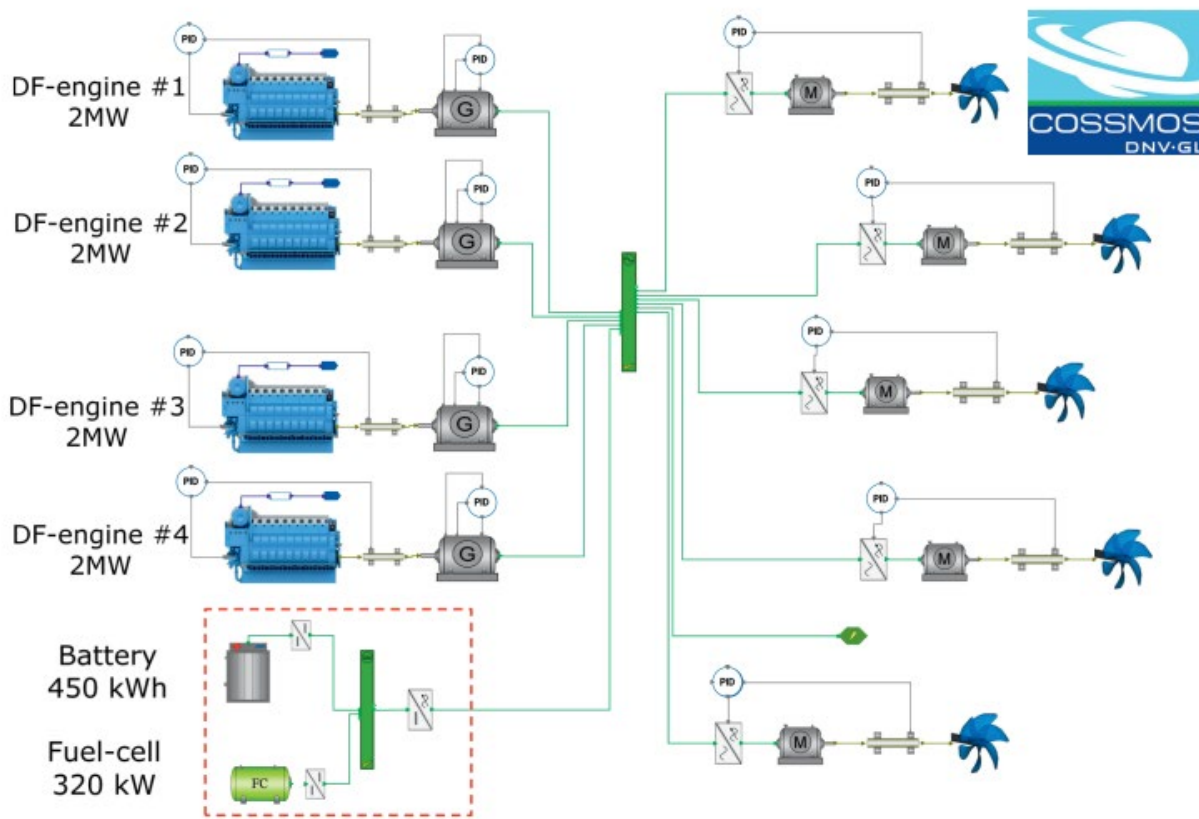 PID
PID
DF-engine #1
2MW
G
PID
PID
DF-engine #2
2MW
G
PID
PID
DF-engine #3
2MW
G
PID
PID
DF-engine #4
2MW
G
Battery
450 kWh
Fuel-cell
320 kW
FC
PID
M
PID
M
PID
M
PID
M
PID
M
COSSMOS
DNV·GL